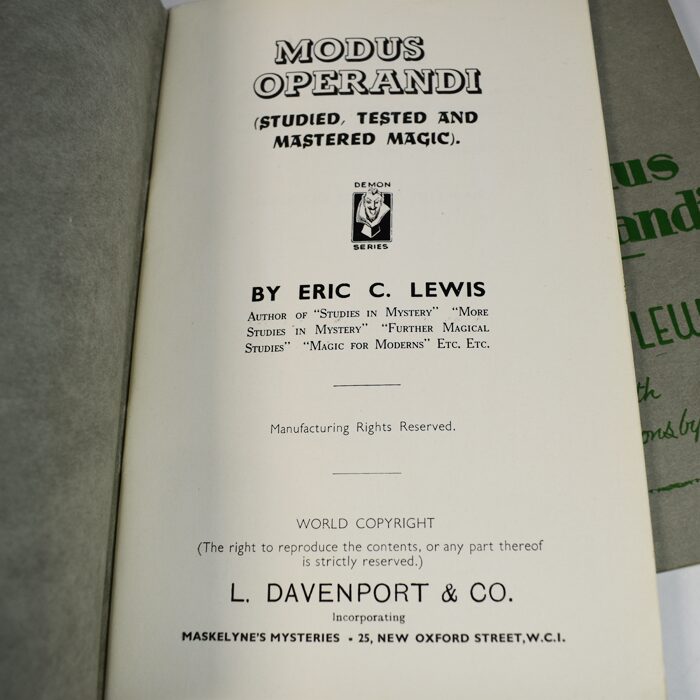 MODUS
OPERANDI
(STUDIED, TESTED AND
MASTERED MAGIC).
DEMON
SERIES
BY ERIC C. LEWIS
AUTHOR OF "STUDIES IN MYSTERY" "MORE
STUDIES IN MYSTERY" "FURTHER MAGICAL
STUDIES" "MAGIC FOR MODERNS" ETC. ETC.
Manufacturing Rights Reserved.
WORLD COPYRIGHT
(The right to reproduce the contents, or any part thereof
is strictly reserved.)
L. DAVENPORT & CO.
Incorporating
MASKELYNE'S MYSTERIES - 25, NEW OXFORD STREET, W.C.I.